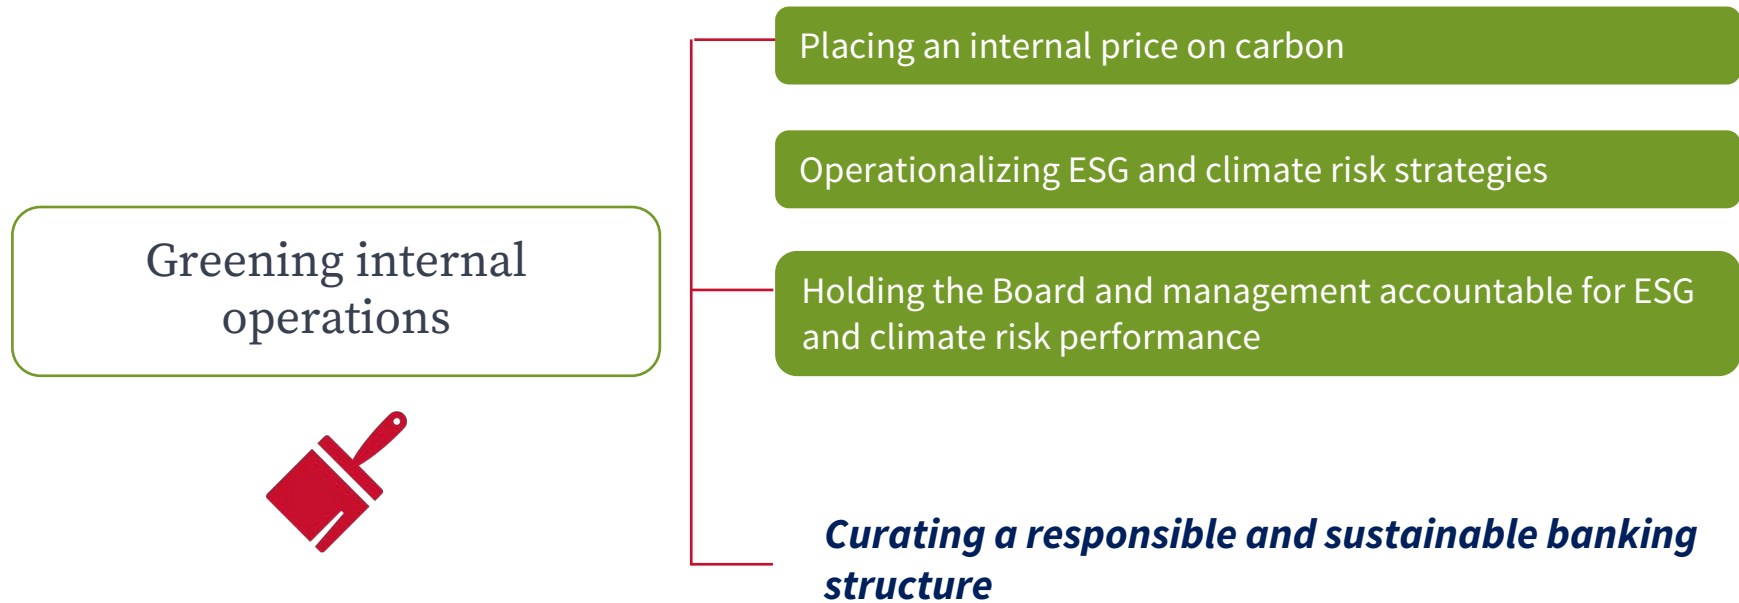 Placing an internal price on carbon
Operationalizing ESG and climate risk strategies
Greening internal
operations
Holding the Board and management accountable for ESG
and climate risk performance
Curating a responsible and sustainable banking
structure